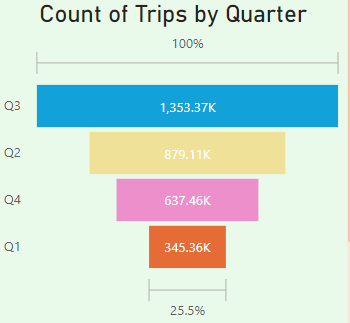 Count of Trips by Quarter
100%
Q3 1,353.37K
Q2 879.11K
Q4 637.46K
Q1 345.36K
25.5%